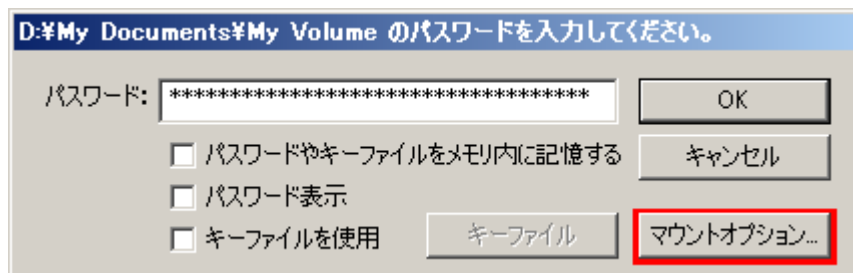 D:¥My Documents¥My Volume のパスワードを入力してください。
パスワード: *********************************** OK
パスワードやキーファイルをメモリ内に記憶する キャンセル
パスワード表示
キーファイルを使用 キーファイル マウントオプション...